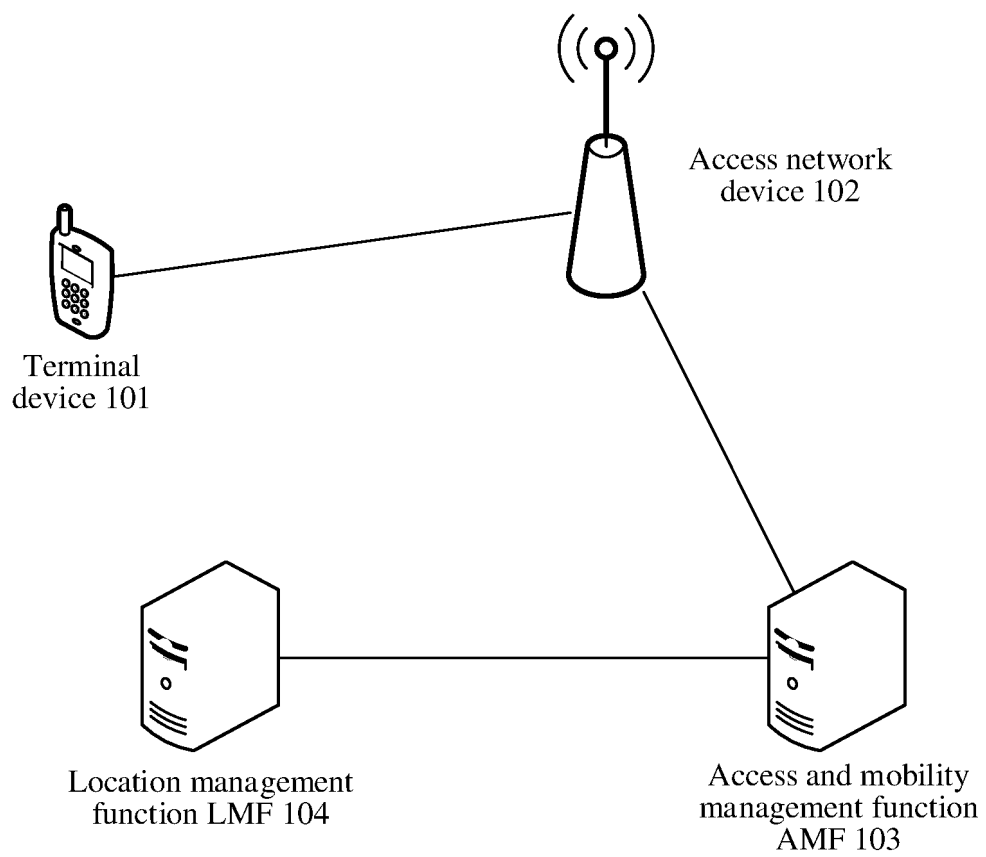 Access network
device 102
Terminal
device 101
Location management
function LMF 104
Access and mobility
management function
AMF 103